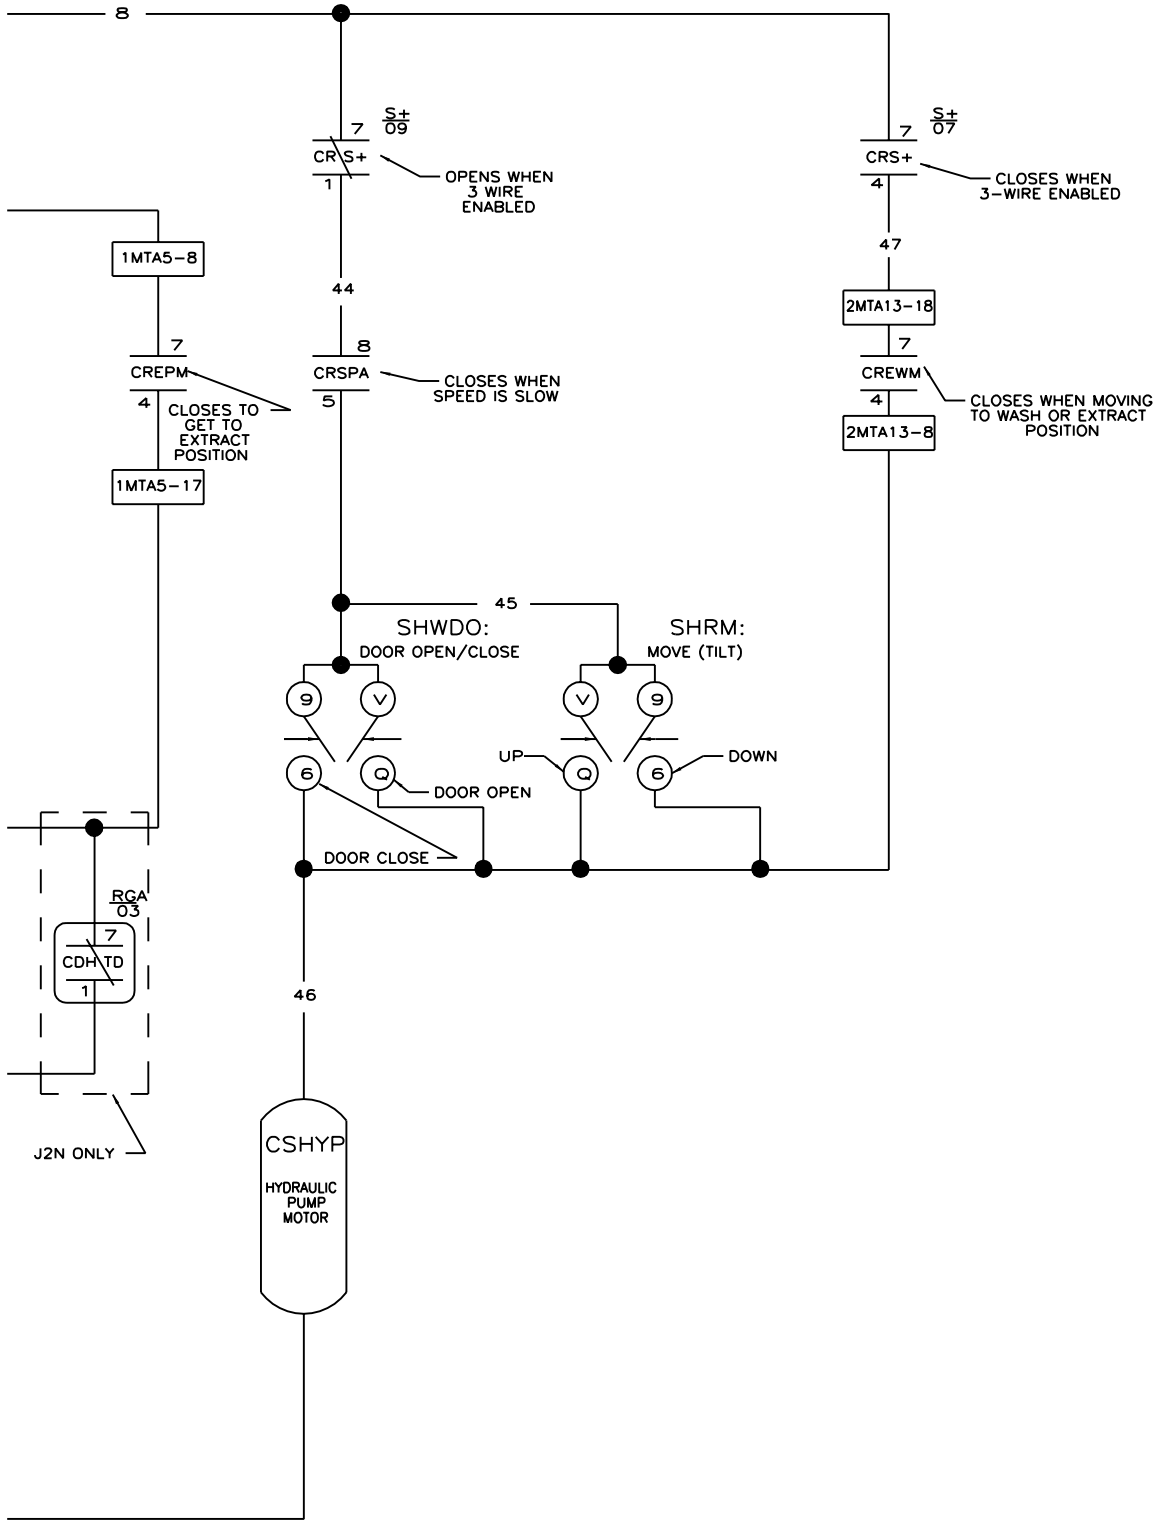 8
7
S+
09
CR S+
1
OPENS WHEN
3 WIRE
ENABLED
7
S+
07
CRS+
4
CLOSES WHEN
3-WIRE ENABLED
1MTA5-8
44
47
2MTA13-18
7
CREPM
4
CLOSES TO
GET TO
EXTRACT
POSITION
8
CRSPA
5
CLOSES WHEN
SPEED IS SLOW
7
CREWM
4
CLOSES WHEN MOVING
TO WASH OR EXTRACT
POSITION
2MTA13-8
1MTA5-17
45
SHWDO:
DOOR OPEN/CLOSE
SHRM:
MOVE (TILT)
9
V
V
9
UP
DOWN
6
Q
Q
6
DOOR OPEN
DOOR CLOSE
RGA
03
7
CDH TD
1
46
J2N ONLY
CSHYP
HYDRAULIC
PUMP
MOTOR